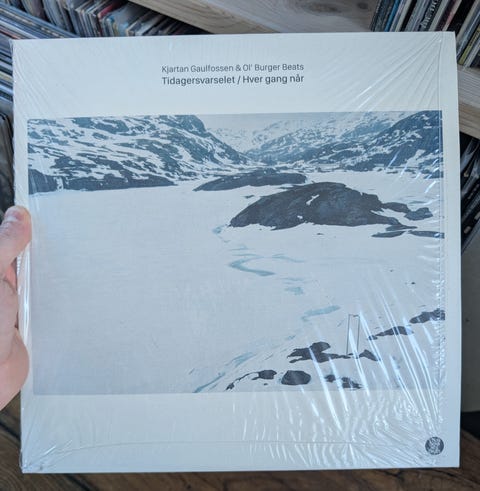 Kjartan Gaulfossen & Ol' Burger Beats
Tidagersvarselet / Hver gang når